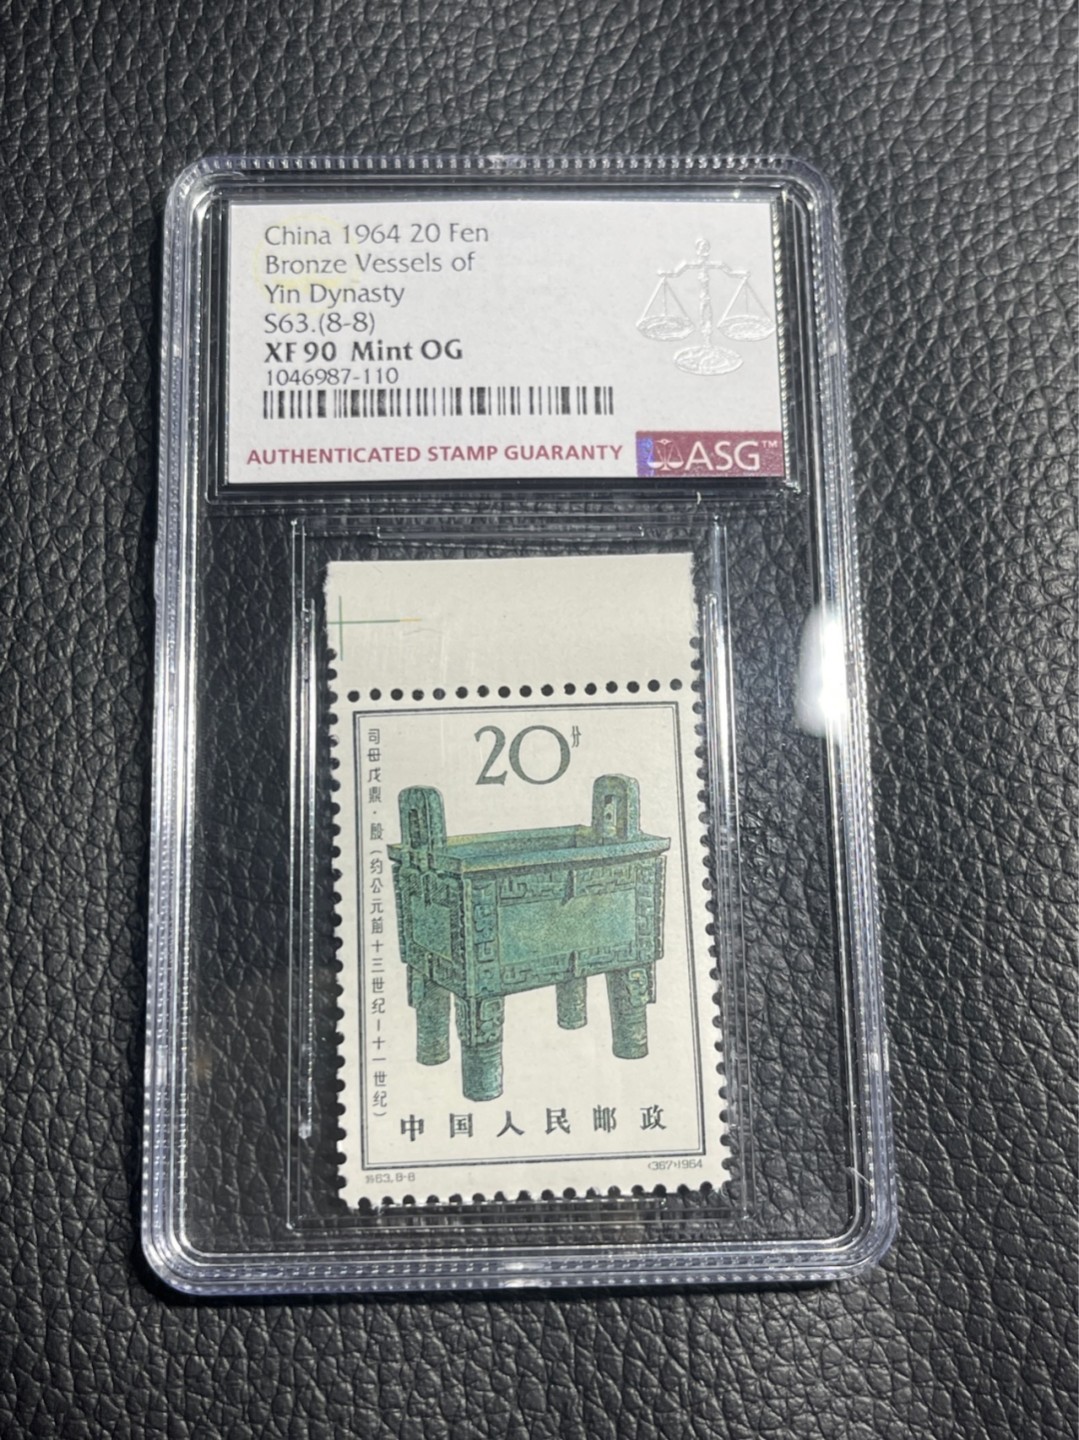 China 1964 20 Fen
Bronze Vessels of
Yin Dynasty
S63.(8-8)
XF 90 Mint OG
1046987-110
AUTHENTICATED STAMP GUARANTY
ASG™
20分
司母戊鼎·殷(约公元前十三世纪—十一世纪)
中国人民邮政
特63.8-8
(367)1964